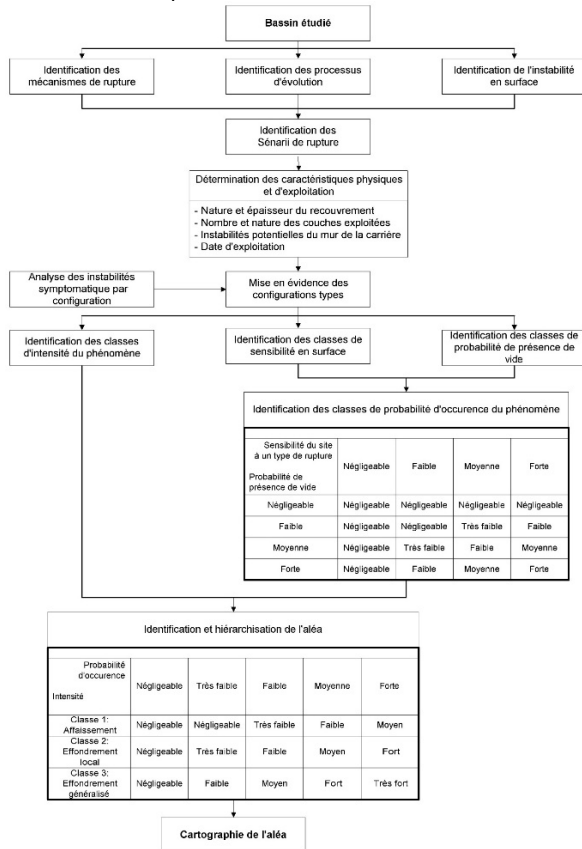 Bassin étudié
Identification des
mécanismes de rupture
Identification des processus
d'évolution
Identification de l'instabilité
en surface
Identification des
Sénarii de rupture
Détermination des caractéristiques physiques
et d'exploitation
- Nature et épaisseur du recouvrement
- Nombre et nature des couches exploitées
- Instabilités potentielles du mur de la carrière
- Date d'exploitation
Analyse des instabilités
symptomatique par
configuration
Mise en évidence des
configurations types
Identification des classes
d'intensité du phénomène
Identification des classes de
sensibilité en surface
Identification des classes de
probabilité de présence de
vide
Identification des classes de probabilité d'occurence du phénomène
Sensibilité du site
à un type de rupture
Probabilité de
présence de vide
Négligeable Faible Moyenne Forte
Négligeable Négligeable Négligeable Négligeable Négligeable
Faible Négligeable Négligeable Très faible Faible
Moyenne Négligeable Très faible Faible Moyenne
Forte Négligeable Faible Moyenne Forte
Identification et hiérarchisation de l'aléa
Probabilité
d'occurence
Intensité
Négligeable Très faible Faible Moyenne Forte
Classe 1:
Affaissement
Négligeable Négligeable Très faible Faible Moyen
Classe 2:
Effondrement
local
Négligeable Très faible Faible Moyen Fort
Classe 3:
Effondrement
généralisé
Négligeable Faible Moyen Fort Très fort
Cartographie de l'aléa